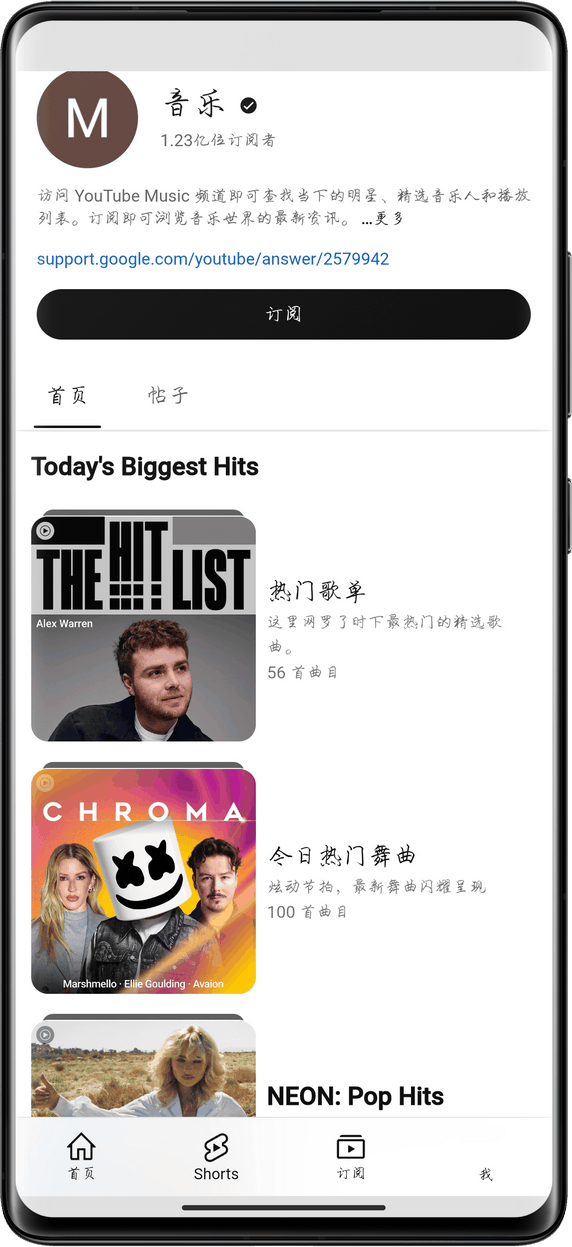 M
音乐
1.23亿位订阅者
访问 YouTube Music 频道即可查找当下的明星、精选音乐人和播放
列表。订阅即可浏览音乐世界的最新资讯。 ...更多
support.google.com/youtube/answer/2579942
订阅
首页 帖子
Today's Biggest Hits
THE HIT LIST
Alex Warren
热门歌单
这里网罗了时下最热门的精选歌
曲。
56 首曲目
CHROMA
Marshmello · Ellie Goulding · Avaion
今日热门舞曲
炫动节拍，最新舞曲闪耀呈现
100 首曲目
NEON: Pop Hits
首页 Shorts 订阅 我